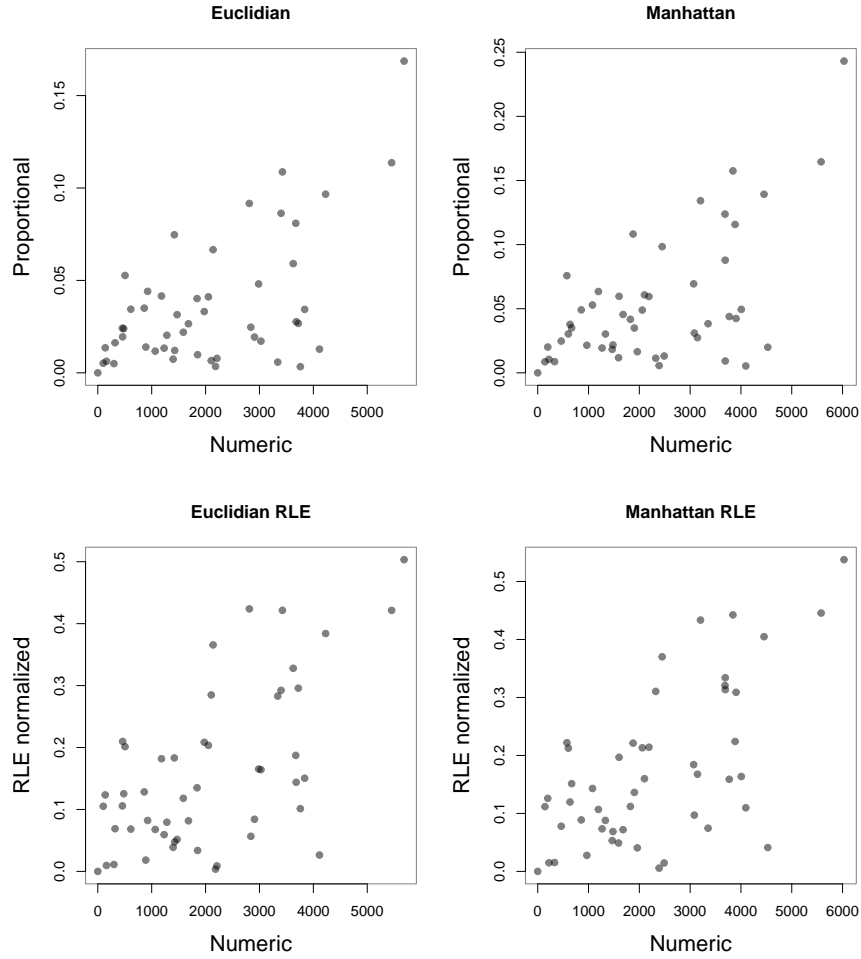 Euclidian
Proportional
0.00 0.05 0.10 0.15
0 1000 2000 3000 4000 5000
Numeric
Manhattan
Proportional
0.00 0.05 0.10 0.15 0.20 0.25
0 1000 2000 3000 4000 5000 6000
Numeric
Euclidian RLE
RLE normalized
0.0 0.1 0.2 0.3 0.4 0.5
0 1000 2000 3000 4000 5000
Numeric
Manhattan RLE
RLE normalized
0.0 0.1 0.2 0.3 0.4 0.5
0 1000 2000 3000 4000 5000 6000
Numeric